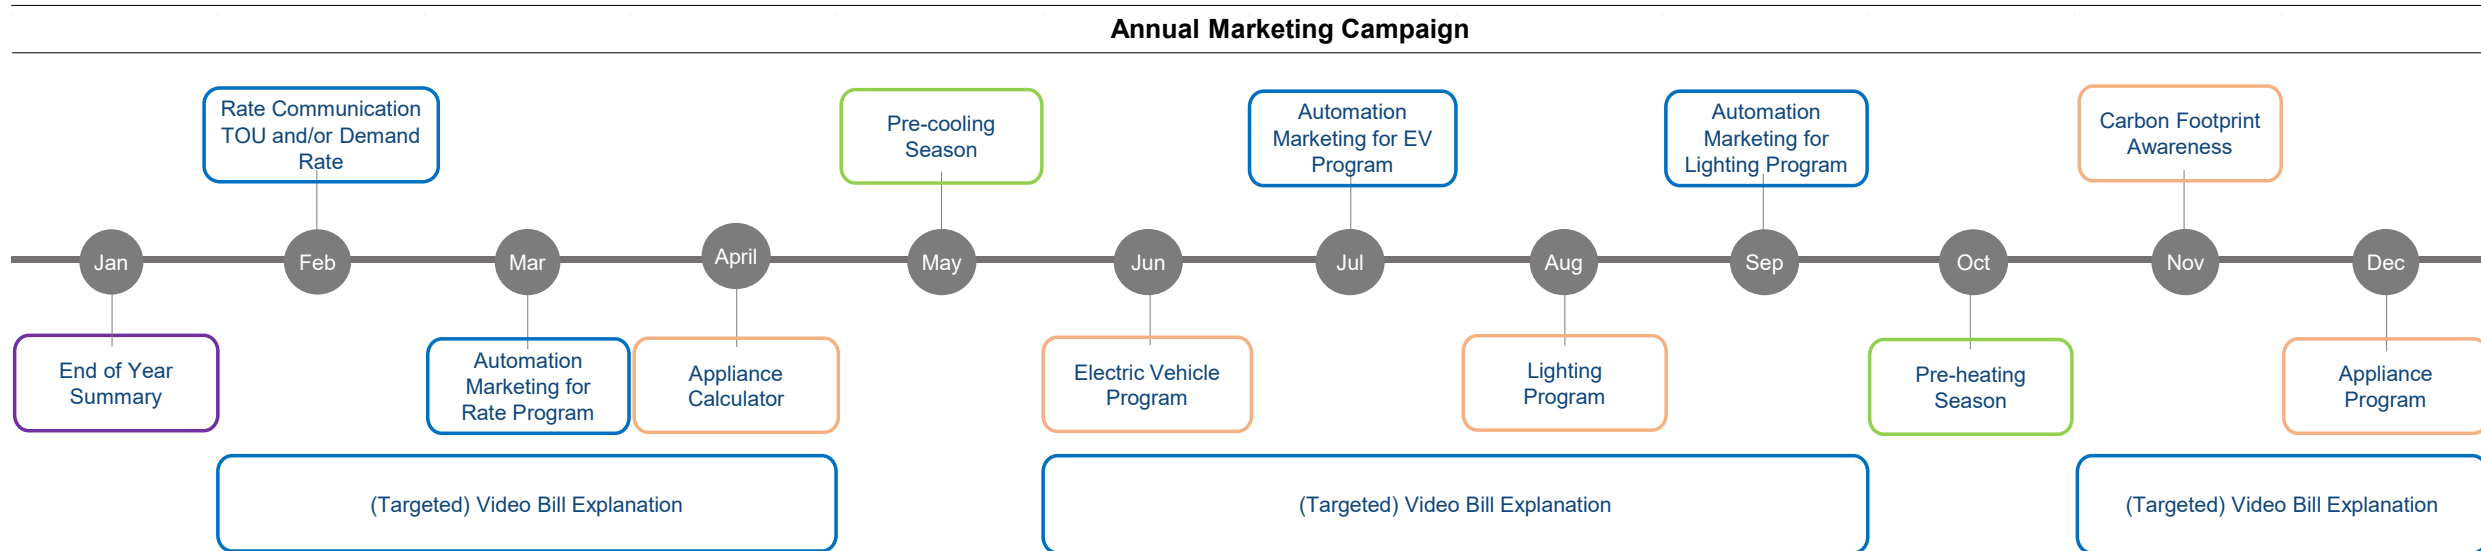 Annual Marketing Campaign
Rate Communication
TOU and/or Demand
Rate
Pre-cooling
Season
Automation
Marketing for EV
Program
Automation
Marketing for
Lighting Program
Carbon Footprint
Awareness
Jan
Feb
Mar
April
May
Jun
Jul
Aug
Sep
Oct
Nov
Dec
End of Year
Summary
Automation
Marketing for
Rate Program
Appliance
Calculator
Electric Vehicle
Program
Lighting
Program
Pre-heating
Season
Appliance
Program
(Targeted) Video Bill Explanation
(Targeted) Video Bill Explanation
(Targeted) Video Bill Explanation